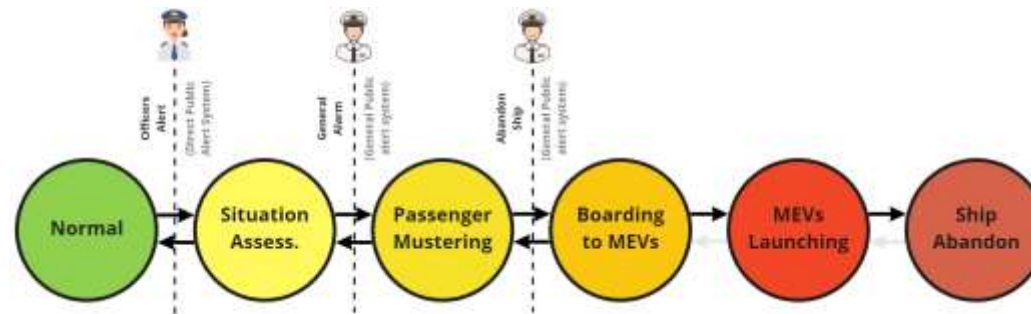 Officers
Alert
(Direct Public
Alert System)
General
Alarm
(General Public
alert system)
Abandon
Ship
(General Public
alert system)
Normal
Situation
Assess.
Passenger
Mustering
Boarding
to MEVs
MEVs
Launching
Ship
Abandon